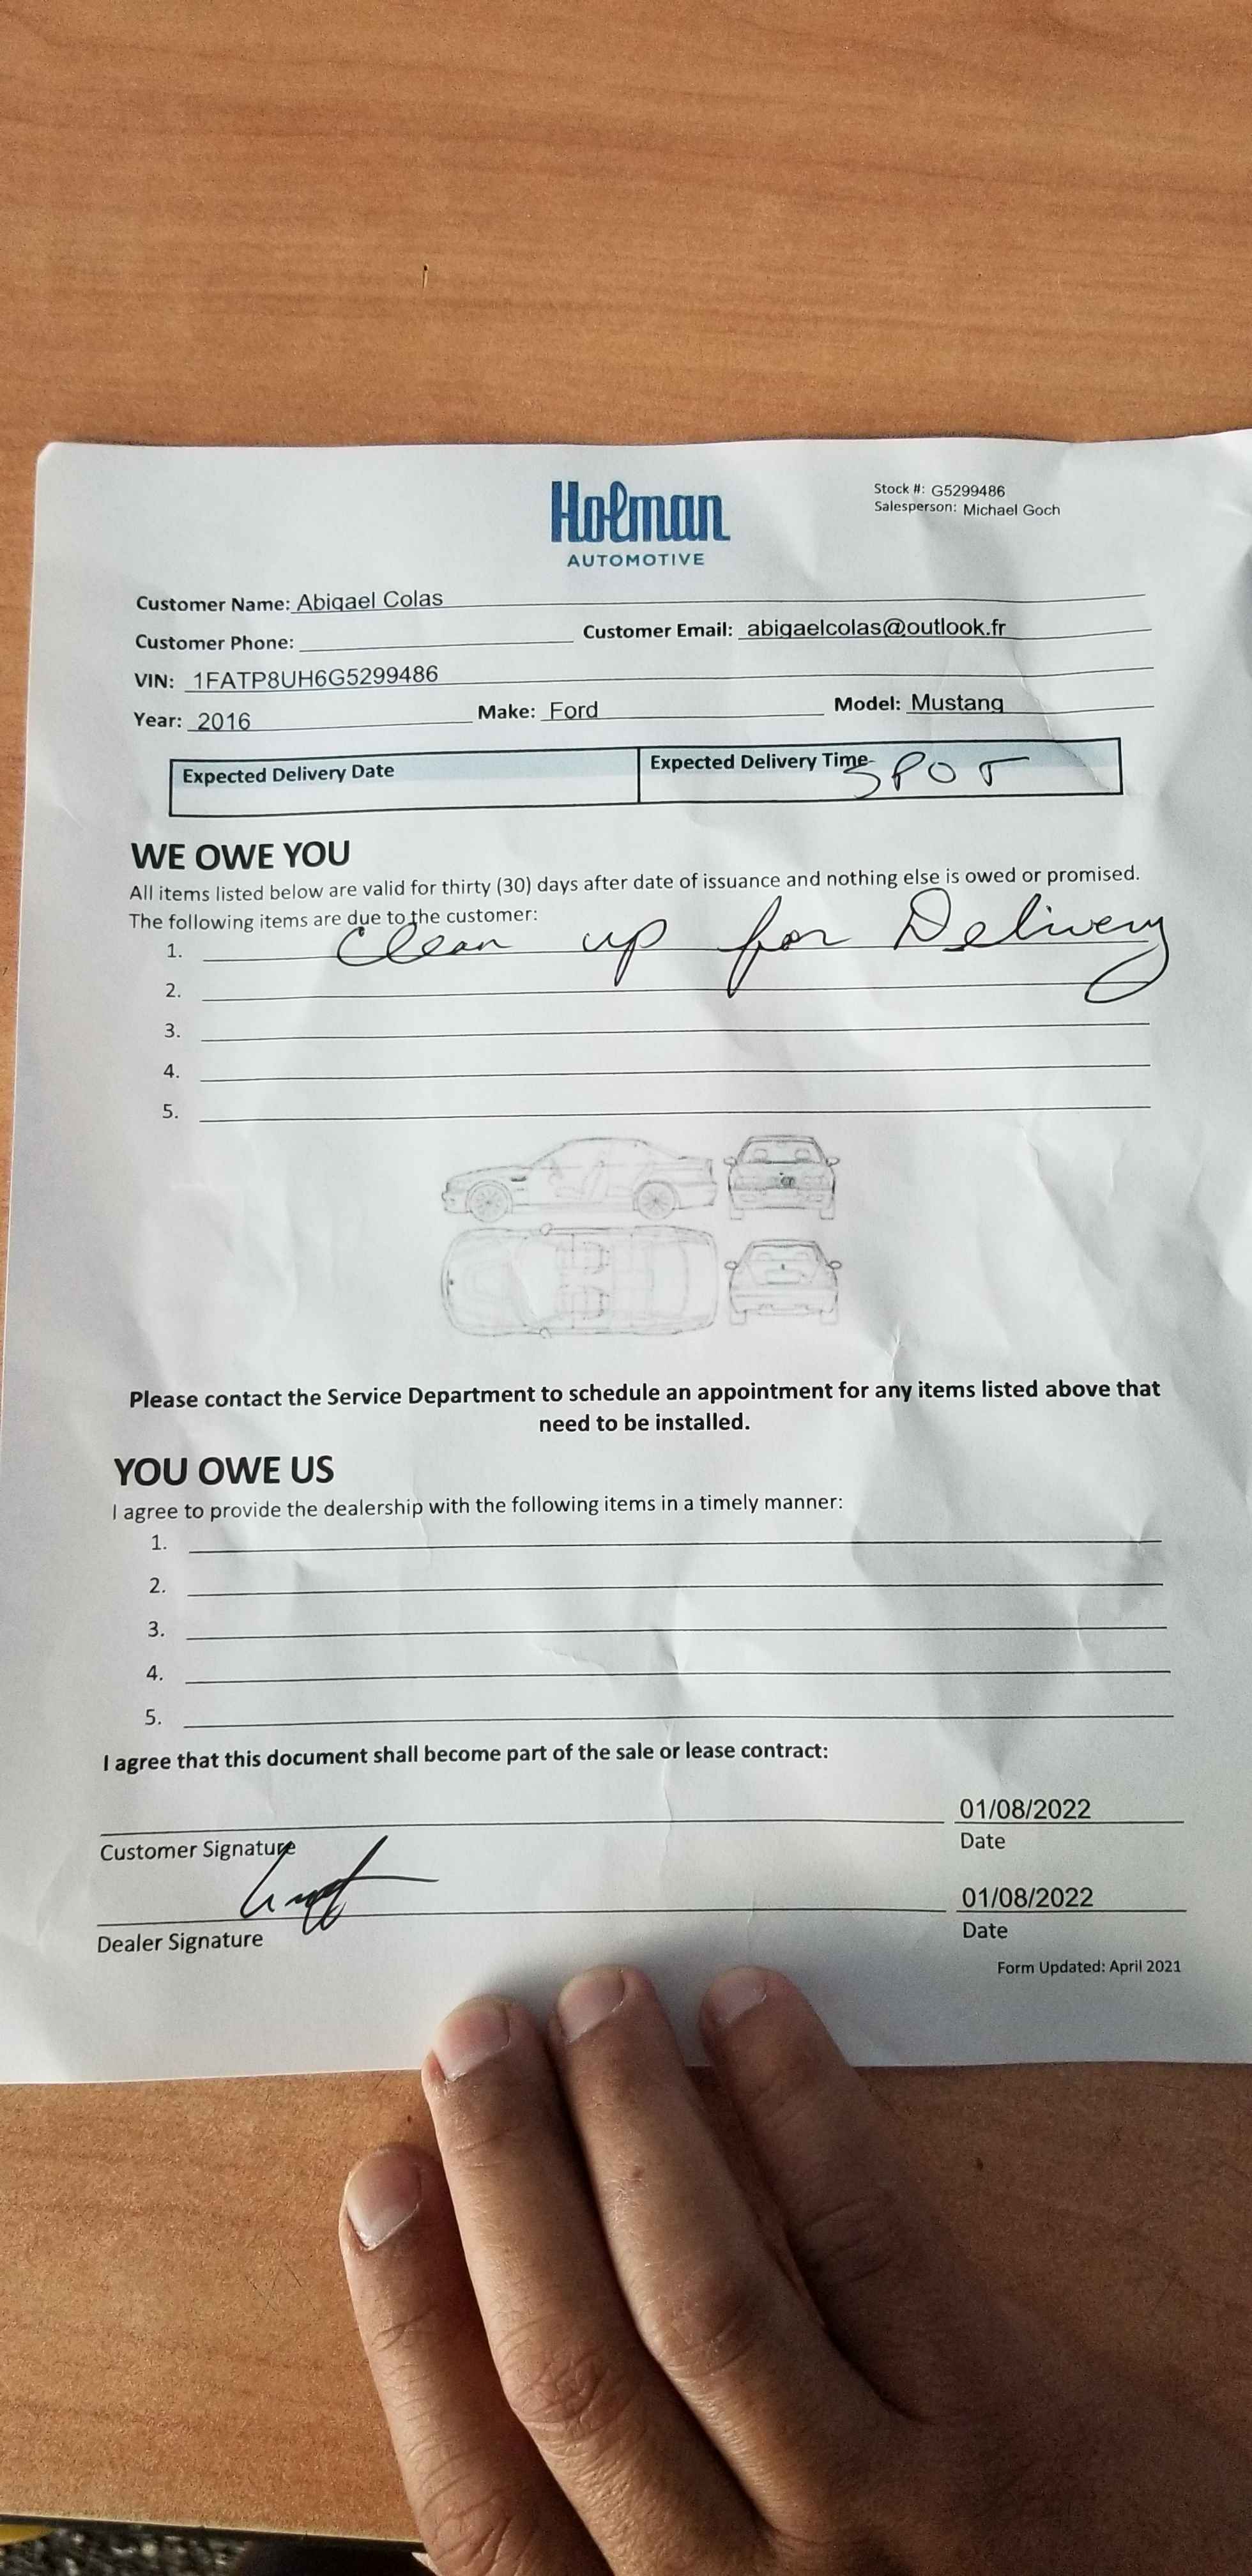 Holman
AUTOMOTIVE
Stock #: G5299486
Salesperson: Michael Goch
Customer Name: Abigael Colas
Customer Phone:
Customer Email: abigaelcolas@outlook.fr
VIN: 1FATP8UH6G5299486
Year: 2016 Make: Ford Model: Mustang
Expected Delivery Date
Expected Delivery Time SPOT
WE OWE YOU
All items listed below are valid for thirty (30) days after date of issuance and nothing else is owed or promised.
The following items are due to the customer:
1. Clean up for Delivery
2.
3.
4.
5.
Please contact the Service Department to schedule an appointment for any items listed above that
need to be installed.
YOU OWE US
I agree to provide the dealership with the following items in a timely manner:
1.
2.
3.
4.
5.
I agree that this document shall become part of the sale or lease contract:
01/08/2022
Customer Signature Date
01/08/2022
Dealer Signature Date
Form Updated: April 2021